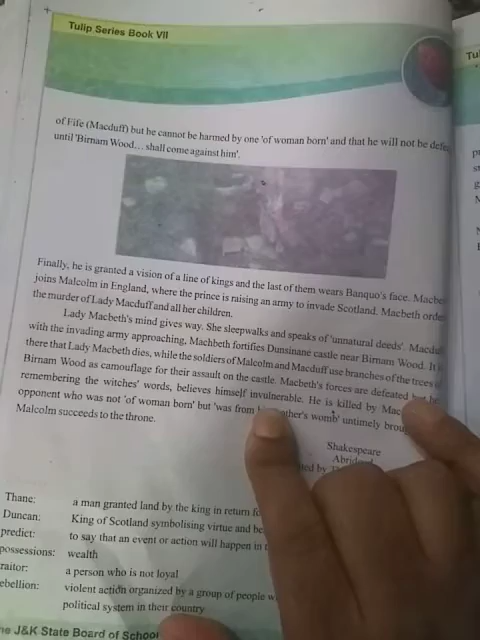 Tulip Series Book VII
Tul
of Fife (Macduff) but he cannot be harmed by one 'of woman born' and that he will not be defe
until 'Birnam Wood... shall come against him'.
Finally, he is granted a vision of a line of kings and the last of them wears Banquo's face. Macbe
joins Malcolm in England, where the prince is raising an army to invade Scotland. Macbeth orde
the murder of Lady Macduff and all her children.
Lady Macbeth's mind gives way. She sleepwalks and speaks of 'unnatural deeds'. Macdu
with the invading army approaching, Machbeth fortifies Dunsinane castle near Birnam Wood. It
there that Lady Macbeth dies, while the soldiers of Malcolm and Macduff use branches of the trees o
Birnam Wood as camouflage for their assault on the castle. Macbeth's forces are defeated but he
remembering the witches' words, believes himself invulnerable. He is killed by Mac
opponent who was not 'of woman born' but 'was from other's womb' untimely brou
Malcolm succeeds to the throne.
Shakespeare
Abridged
ted by
Thane: a man granted land by the king in return fo
Duncan: King of Scotland symbolising virtue and be
predict: to say that an event or action will happen in t
possessions: wealth
raitor: a person who is not loyal
ebellion: violent action organized by a group of people w
political system in their country
he J&K State Board of School